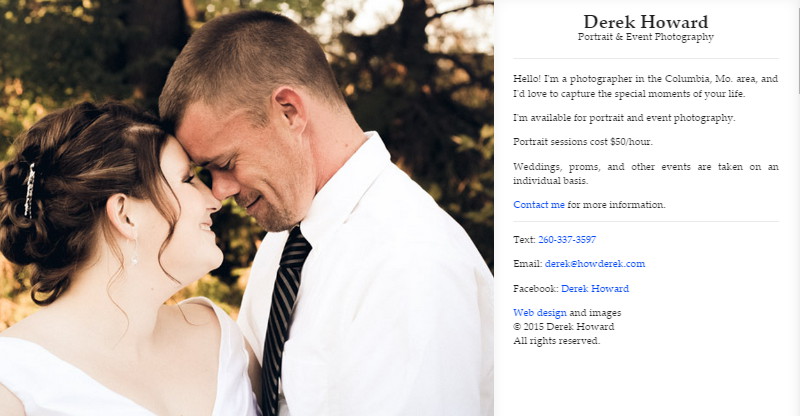 Derek Howard
Portrait & Event Photography
Hello! I'm a photographer in the Columbia, Mo. area, and
I'd love to capture the special moments of your life.
I'm available for portrait and event photography.
Portrait sessions cost $50/hour.
Weddings, proms, and other events are taken on an
individual basis.
Contact me for more information.
Text: 260-337-3597
Email: derek@howderek.com
Facebook: Derek Howard
Web design and images
© 2015 Derek Howard
All rights reserved.